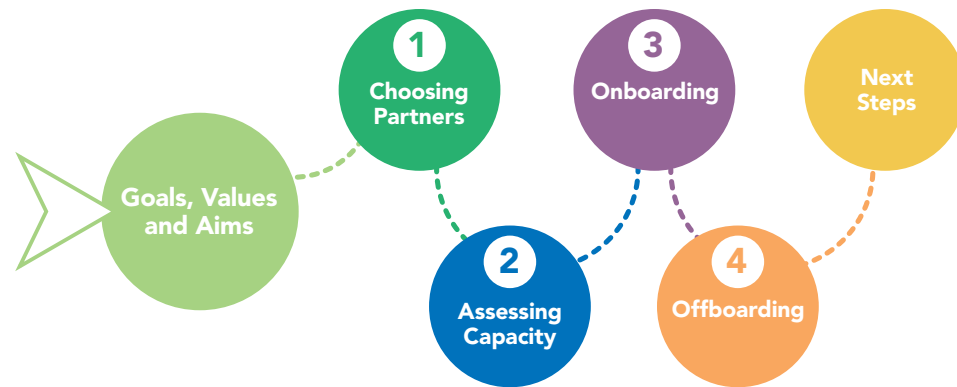 Goals, Values
and Aims
1
Choosing
Partners
2
Assessing
Capacity
3
Onboarding
4
Offboarding
Next
Steps